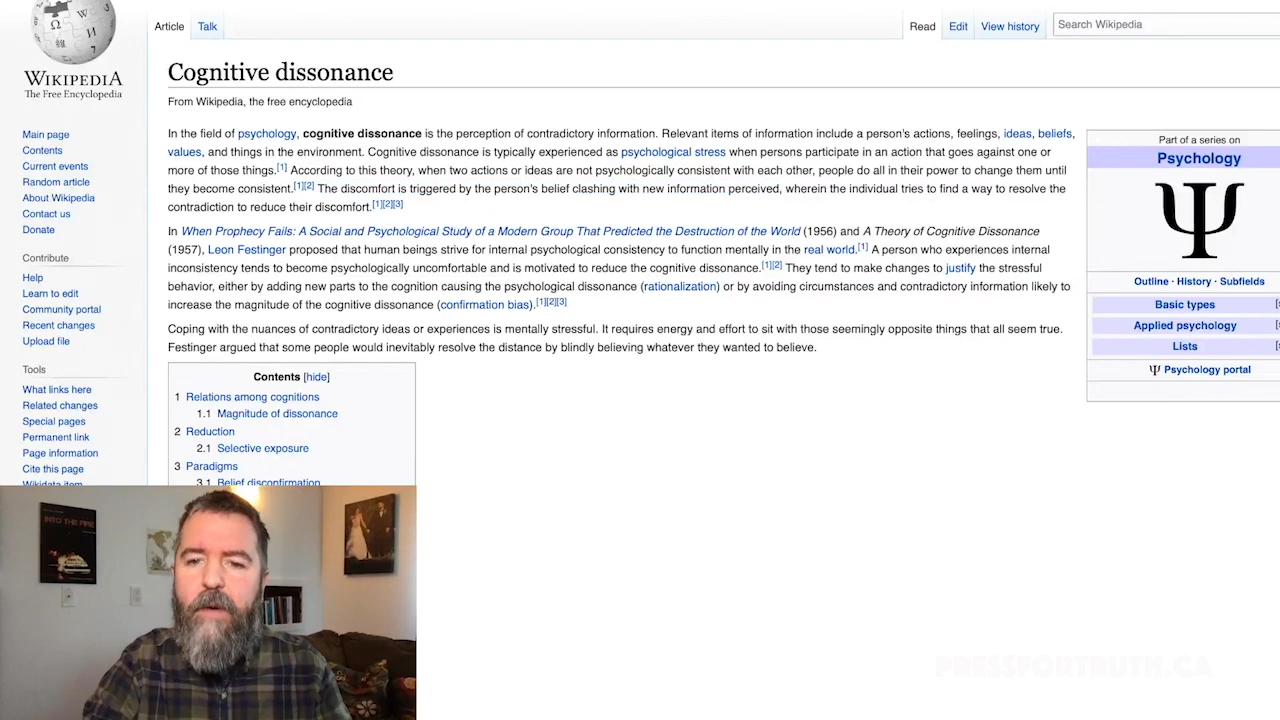 Article
Talk
Read
Edit
View history
Search Wikipedia
WIKIPEDIA
The Free Encyclopedia
Main page
Contents
Current events
Random article
About Wikipedia
Contact us
Donate
Contribute
Help
Learn to edit
Community portal
Recent changes
Upload file
Tools
What links here
Related changes
Special pages
Permanent link
Page information
Cite this page
Wikidata item
Cognitive dissonance
From Wikipedia, the free encyclopedia
In the field of psychology, cognitive dissonance is the perception of contradictory information. Relevant items of information include a person's actions, feelings, ideas, beliefs,
values, and things in the environment. Cognitive dissonance is typically experienced as psychological stress when persons participate in an action that goes against one or
more of those things.[1] According to this theory, when two actions or ideas are not psychologically consistent with each other, people do all in their power to change them until
they become consistent.[1][2] The discomfort is triggered by the person's belief clashing with new information perceived, wherein the individual tries to find a way to resolve the
contradiction to reduce their discomfort.[1][2][3]
In When Prophecy Fails: A Social and Psychological Study of a Modern Group That Predicted the Destruction of the World (1956) and A Theory of Cognitive Dissonance
(1957), Leon Festinger proposed that human beings strive for internal psychological consistency to function mentally in the real world.[1] A person who experiences internal
inconsistency tends to become psychologically uncomfortable and is motivated to reduce the cognitive dissonance.[1][2] They tend to make changes to justify the stressful
behavior, either by adding new parts to the cognition causing the psychological dissonance (rationalization) or by avoiding circumstances and contradictory information likely to
increase the magnitude of the cognitive dissonance (confirmation bias).[1][2][3]
Coping with the nuances of contradictory ideas or experiences is mentally stressful. It requires energy and effort to sit with those seemingly opposite things that all seem true.
Festinger argued that some people would inevitably resolve the distance by blindly believing whatever they wanted to believe.
Contents [hide]
1 Relations among cognitions
1.1 Magnitude of dissonance
2 Reduction
2.1 Selective exposure
3 Paradigms
3.1 Belief disconfirmation
Part of a series on
Psychology
Ψ
Outline · History · Subfields
Basic types
Applied psychology
Lists
Ψ Psychology portal
INTO THE FIRE
PRESSFORTRUTH.CA